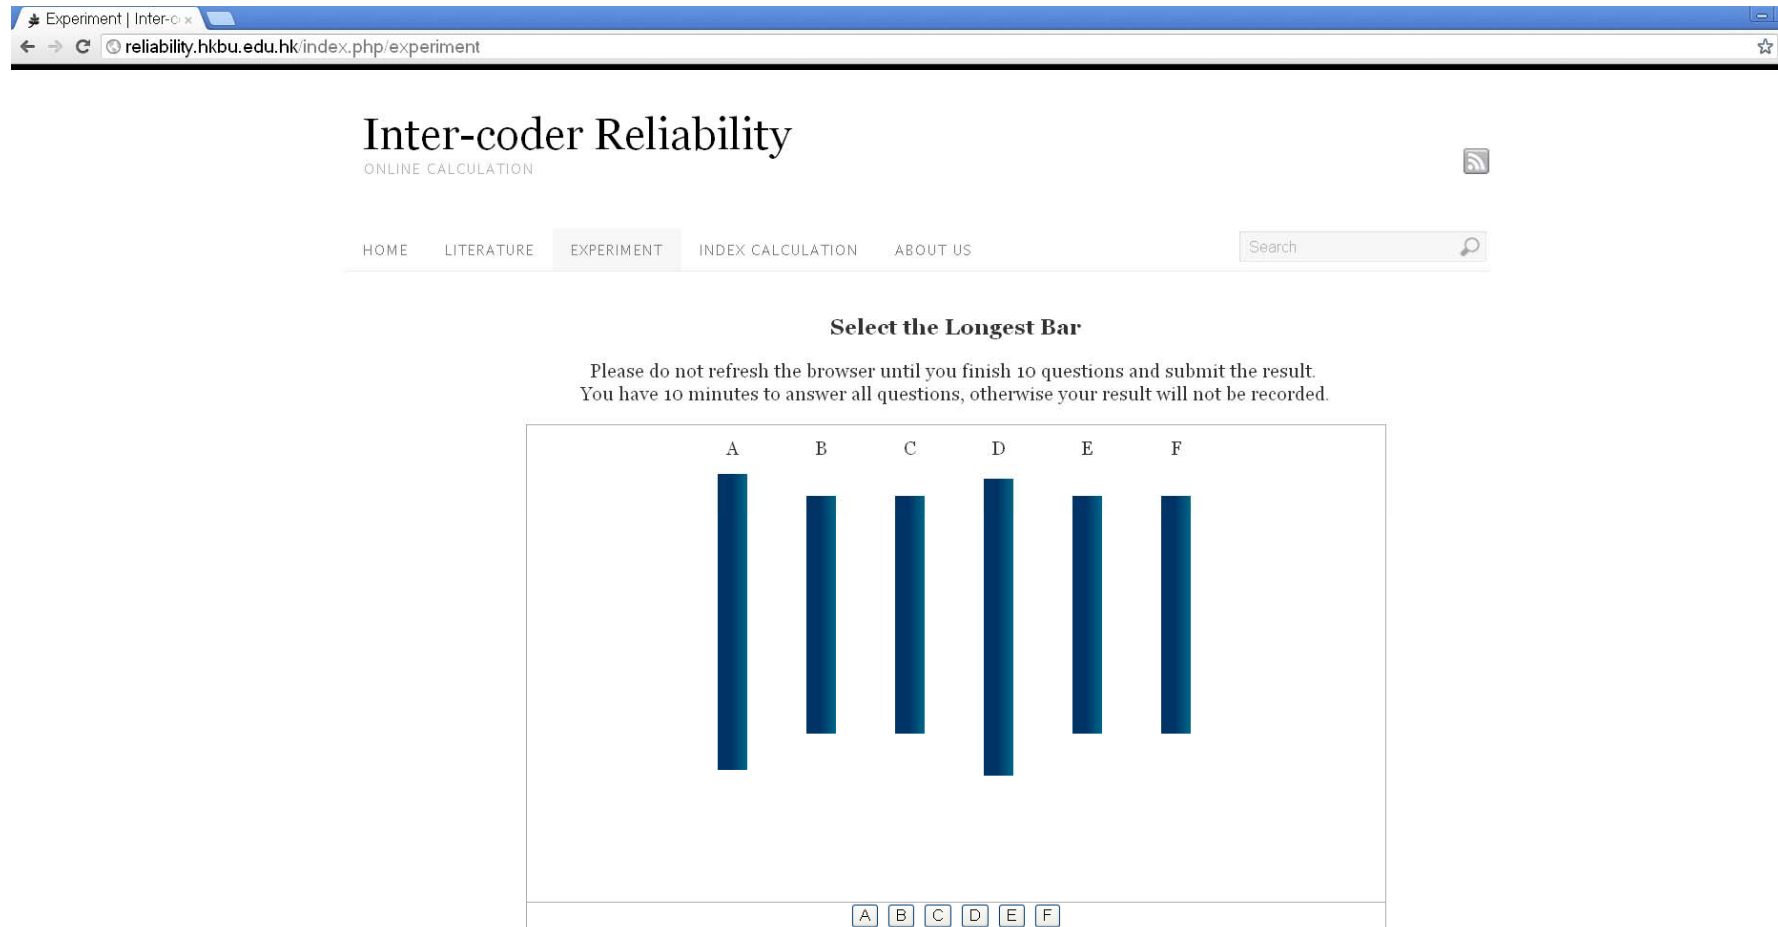 Experiment | Inter-c
reliability.hkbu.edu.hk/index.php/experiment
Inter-coder Reliability
ONLINE CALCULATION
HOME LITERATURE EXPERIMENT INDEX CALCULATION ABOUT US Search
Select the Longest Bar
Please do not refresh the browser until you finish 10 questions and submit the result.
You have 10 minutes to answer all questions, otherwise your result will not be recorded.
A B C D E F
A B C D E F